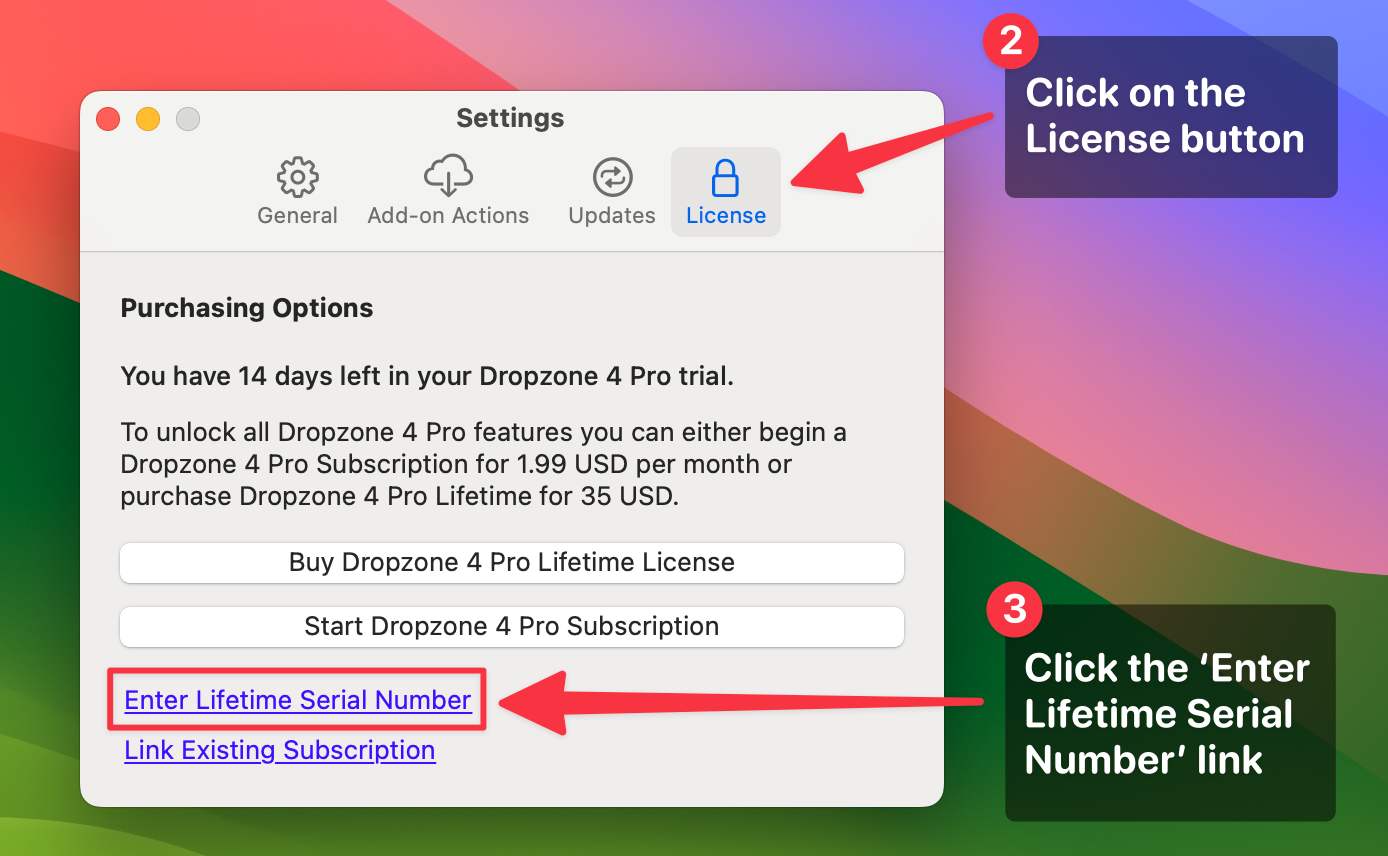 Settings
General
Add-on Actions
Updates
License
Purchasing Options
You have 14 days left in your Dropzone 4 Pro trial.
To unlock all Dropzone 4 Pro features you can either begin a
Dropzone 4 Pro Subscription for 1.99 USD per month or
purchase Dropzone 4 Pro Lifetime for 35 USD.
Buy Dropzone 4 Pro Lifetime License
Start Dropzone 4 Pro Subscription
Enter Lifetime Serial Number
Link Existing Subscription
2
Click on the
License button
3
Click the ‘Enter
Lifetime Serial
Number’ link